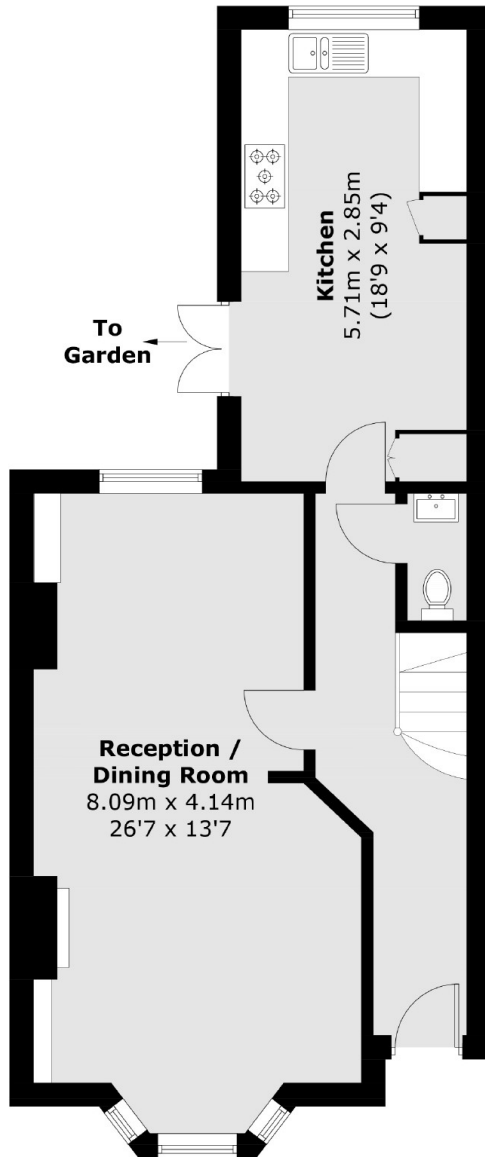 Kitchen
5.71m x 2.85m
(18'9 x 9'4)
To
Garden
Reception /
Dining Room
8.09m x 4.14m
26'7 x 13'7